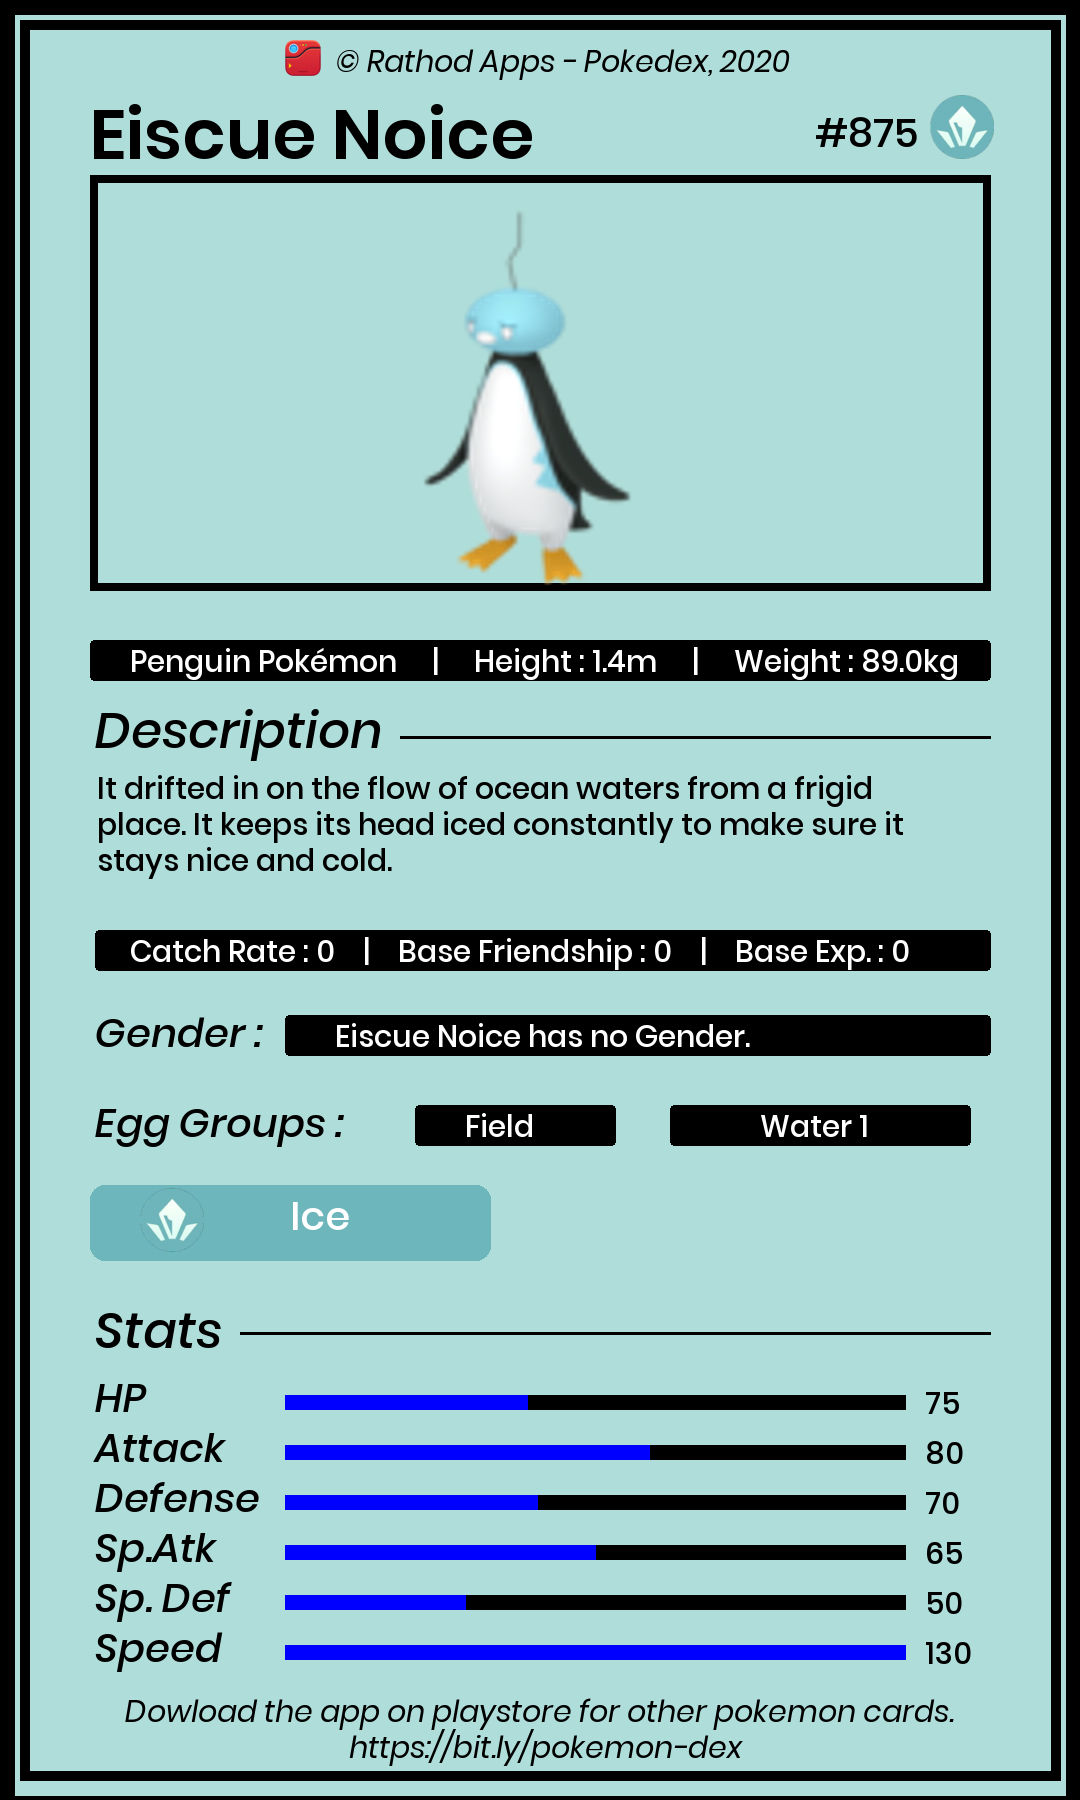 © Rathod Apps - Pokedex, 2020
Eiscue Noice #875
Penguin Pokémon | Height : 1.4m | Weight : 89.0kg
Description
It drifted in on the flow of ocean waters from a frigid
place. It keeps its head iced constantly to make sure it
stays nice and cold.
Catch Rate : 0 | Base Friendship : 0 | Base Exp. : 0
Gender : Eiscue Noice has no Gender.
Egg Groups : Field Water 1
Ice
Stats
HP 75
Attack 80
Defense 70
Sp.Atk 65
Sp. Def 50
Speed 130
Dowload the app on playstore for other pokemon cards.
https://bit.ly/pokemon-dex